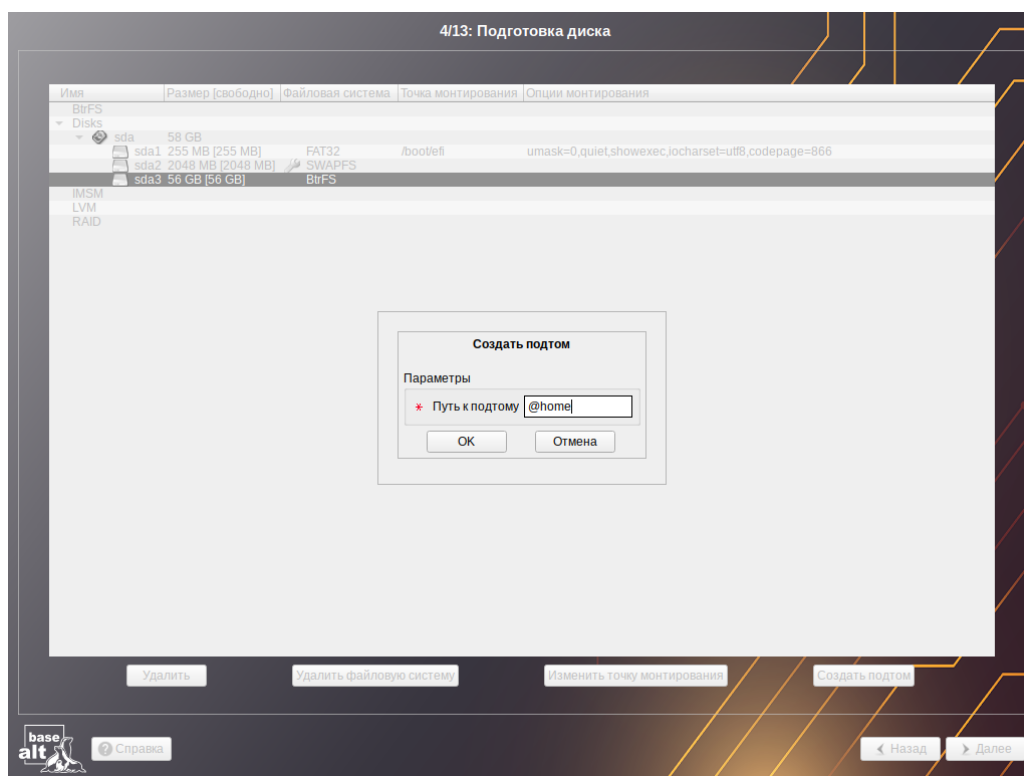 4/13: Подготовка диска
Имя Размер [свободно] Файловая система Точка монтирования Опции монтирования
BtrFS
Disks
sda 58 GB
sda1 255 MB [255 MB] FAT32 /boot/efi umask=0,quiet,showexec,iocharset=utf8,codepage=866
sda2 2048 MB [2048 MB] SWAPFS
sda3 56 GB [56 GB] BtrFS
IMSM
LVM
RAID
Создать подтом
Параметры
* Путь к подтому @home
OK Отмена
Удалить Удалить файловую систему Изменить точку монтирования Создать подтом
base
alt
? Справка Назад Далее